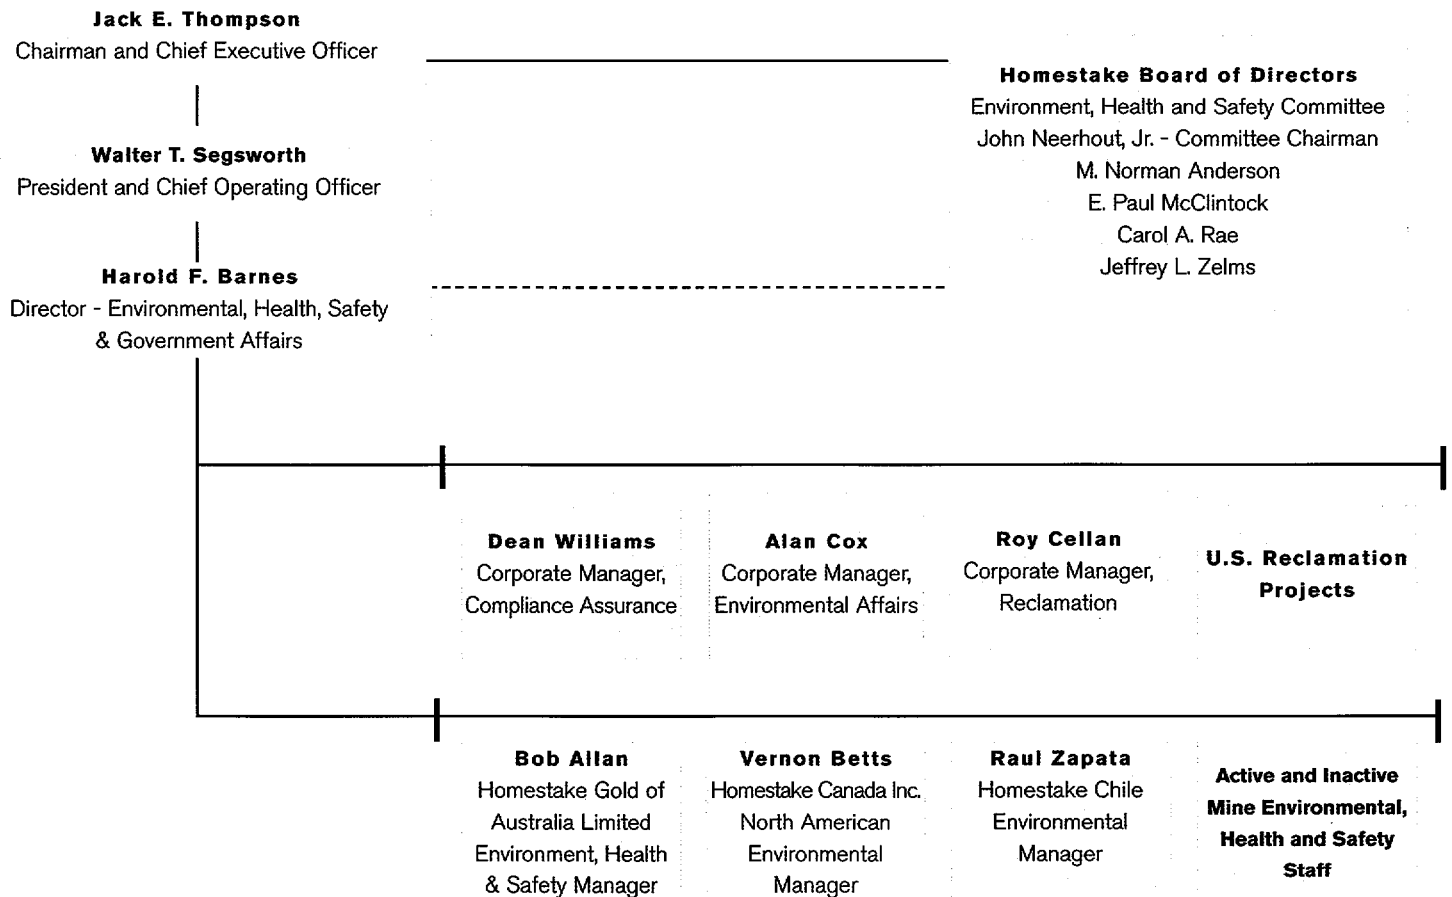 Jack E. Thompson
Chairman and Chief Executive Officer
Homestake Board of Directors
Environment, Health and Safety Committee
John Neerhout, Jr. - Committee Chairman
M. Norman Anderson
E. Paul McClintock
Carol A. Rae
Jeffrey L. Zelms
Walter T. Segsworth
President and Chief Operating Officer
Harold F. Barnes
Director - Environmental, Health, Safety
& Government Affairs
Dean Williams
Corporate Manager,
Compliance Assurance
Alan Cox
Corporate Manager,
Environmental Affairs
Roy Cellan
Corporate Manager,
Reclamation
U.S. Reclamation
Projects
Bob Allan
Homestake Gold of
Australia Limited
Environment, Health
& Safety Manager
Vernon Betts
Homestake Canada Inc.
North American
Environmental
Manager
Raul Zapata
Homestake Chile
Environmental
Manager
Active and Inactive
Mine Environmental,
Health and Safety
Staff